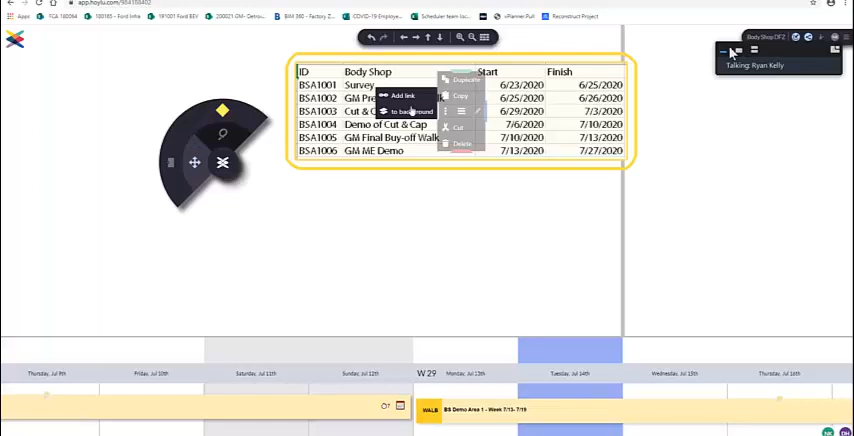 app.hoylu.com/984168402
Apps FCA 180064 180165 - Ford Infra 191001 Ford BEV 200021 GM- Detroi... BIM 360 - Factory Z... COVID-19 Employe... Scheduler team loc... vPlanner Pull Reconstruct Project
Body Shop DFZ
Talking: Ryan Kelly
ID Body Shop Start Finish
BSA1001 Survey 6/23/2020 6/25/2020
BSA1002 GM Pre 6/25/2020 6/26/2020
BSA1003 Cut & C 6/29/2020 7/3/2020
BSA1004 Demo of Cut & Cap 7/6/2020 7/10/2020
BSA1005 GM Final Buy-off Walk 7/10/2020 7/13/2020
BSA1006 GM ME Demo 7/13/2020 7/27/2020
Add link
to background
Duplicate
Copy
Cut
Delete
Thursday, Jul 9th Friday, Jul 10th Saturday, Jul 11th Sunday, Jul 12th W 29 Monday, Jul 13th Tuesday, Jul 14th Wednesday, Jul 15th Thursday, Jul 16th
WALB BS Demo Area 1 - Week 7/13- 7/19
NK DH